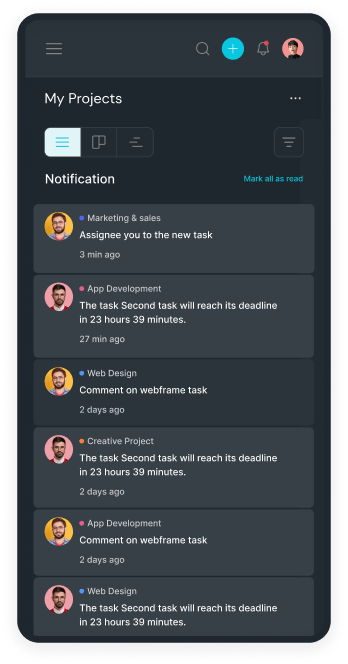 My Projects
Notification
Mark all as read
Marketing & sales
Assignee you to the new task
3 min ago
App Development
The task Second task will reach its deadline
in 23 hours 39 minutes.
27 min ago
Web Design
Comment on webframe task
2 days ago
Creative Project
The task Second task will reach its deadline
in 23 hours 39 minutes.
2 days ago
App Development
Comment on webframe task
2 days ago
Web Design
The task Second task will reach its deadline
in 23 hours 39 minutes.